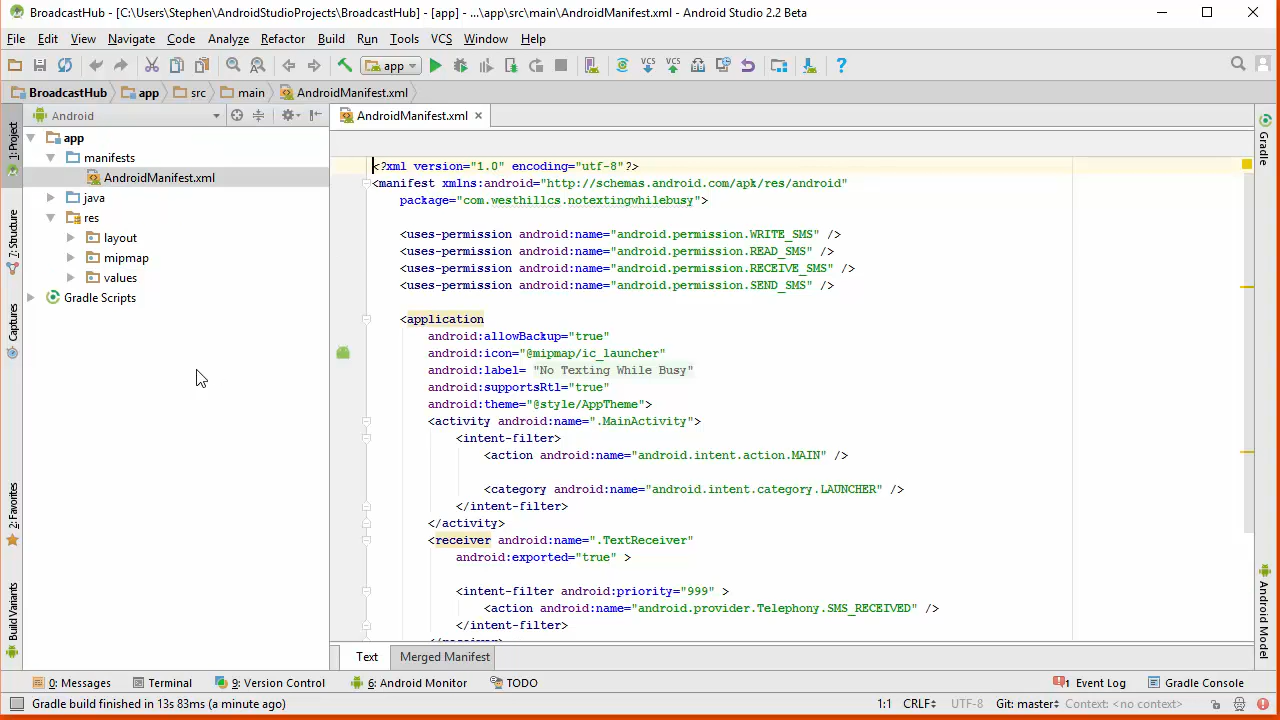 BroadcastHub - [C:\Users\Stephen\AndroidStudioProjects\BroadcastHub] - [app] - ...\app\src\main\AndroidManifest.xml - Android Studio 2.2 Beta
File Edit View Navigate Code Analyze Refactor Build Run Tools VCS Window Help
app VCS VCS
BroadcastHub app src main AndroidManifest.xml
Android
AndroidManifest.xml
1: Project
7: Structure
Captures
2: Favorites
Build Variants
app
manifests
AndroidManifest.xml
java
res
layout
mipmap
values
Gradle Scripts
<?xml version="1.0" encoding="utf-8"?>
<manifest xmlns:android="http://schemas.android.com/apk/res/android"
package="com.westhillcs.notextingwhilebusy">
<uses-permission android:name="android.permission.WRITE_SMS" />
<uses-permission android:name="android.permission.READ_SMS" />
<uses-permission android:name="android.permission.RECEIVE_SMS" />
<uses-permission android:name="android.permission.SEND_SMS" />
<application
android:allowBackup="true"
android:icon="@mipmap/ic_launcher"
android:label= "No Texting While Busy"
android:supportsRtl="true"
android:theme="@style/AppTheme">
<activity android:name=".MainActivity">
<intent-filter>
<action android:name="android.intent.action.MAIN" />
<category android:name="android.intent.category.LAUNCHER" />
</intent-filter>
</activity>
<receiver android:name=".TextReceiver"
android:exported="true" >
<intent-filter android:priority="999" >
<action android:name="android.provider.Telephony.SMS_RECEIVED" />
</intent-filter>
</receiver>
Gradle
Android Model
Text Merged Manifest
0: Messages Terminal 9: Version Control 6: Android Monitor TODO 1 Event Log Gradle Console
Gradle build finished in 13s 83ms (a minute ago) 1:1 CRLF UTF-8 Git: master Context: <no context>